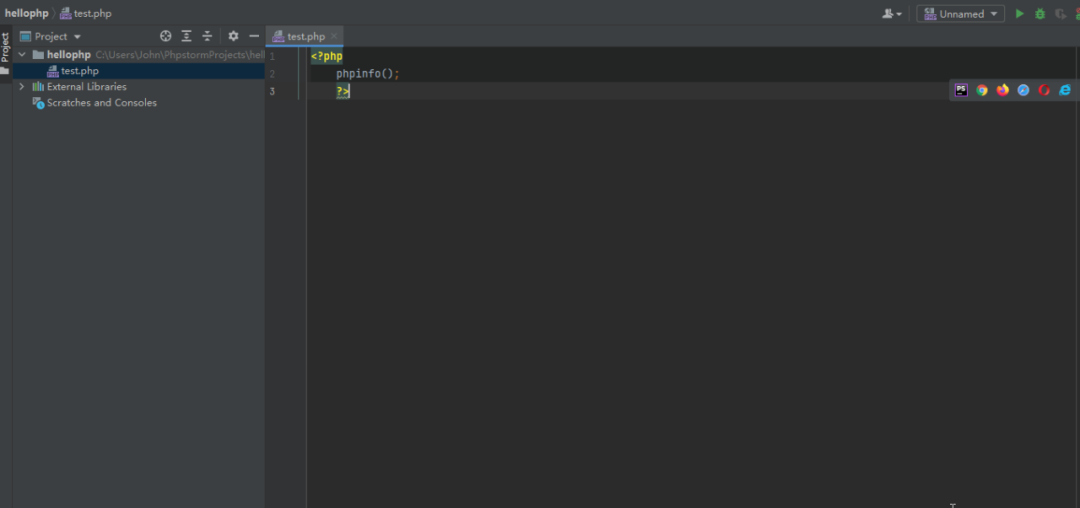 hellophp test.php
Unnamed
Project
Project
test.php
hellophp C:\Users\John\PhpstormProjects\hell
test.php
External Libraries
Scratches and Consoles
1 <?php
2 phpinfo();
3 ?>
PS